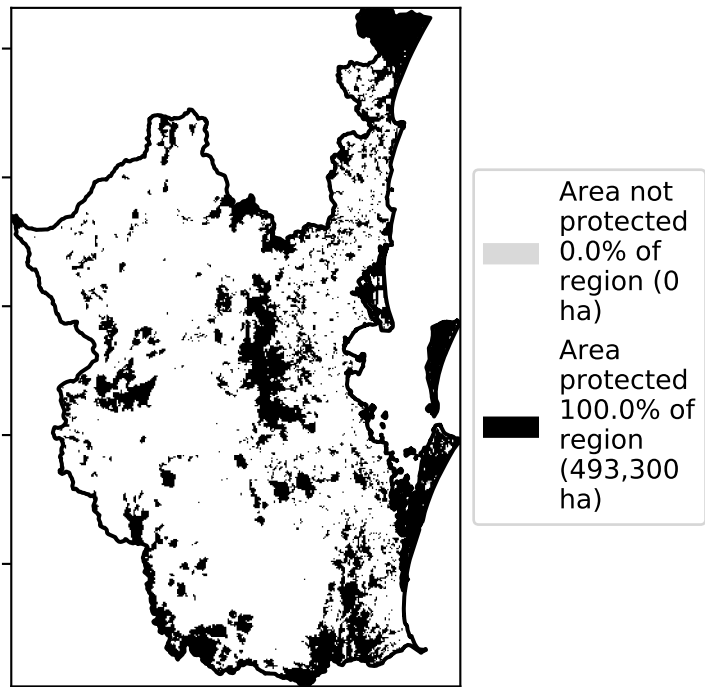 Area not
protected
0.0% of
region (0
ha)
Area
protected
100.0% of
region
(493,300
ha)